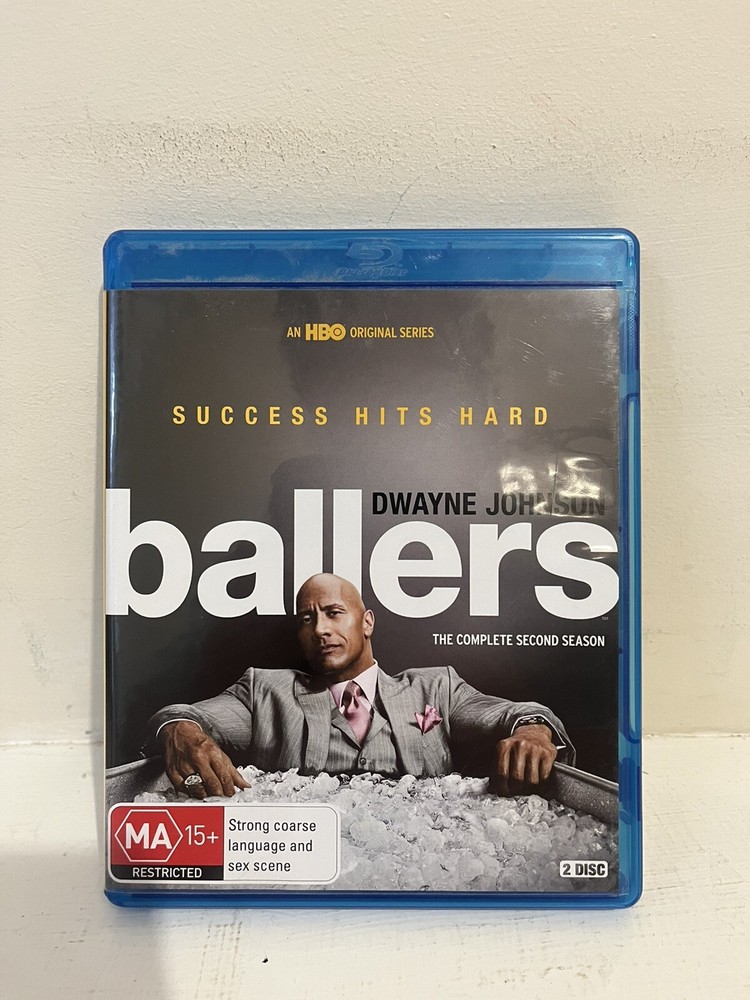 AN HBO ORIGINAL SERIES
SUCCESS HITS HARD
DWAYNE JOHNSON
ballers
THE COMPLETE SECOND SEASON
MA 15+
RESTRICTED
Strong coarse
language and
sex scene
2 DISC